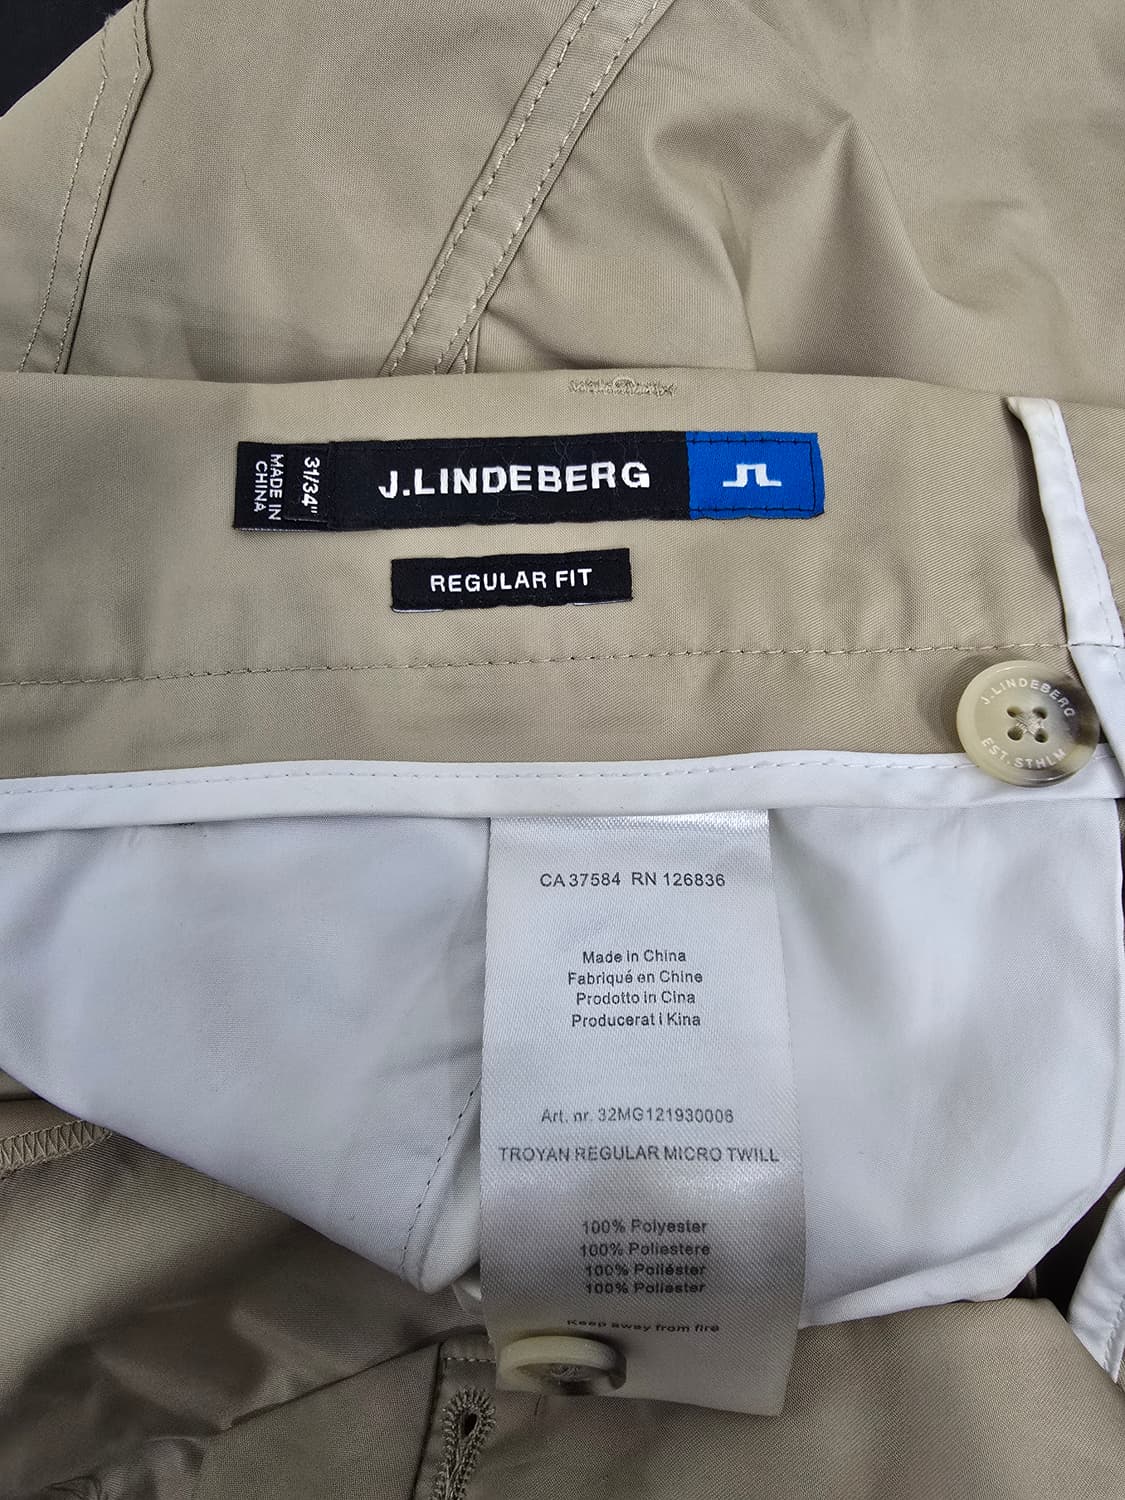 31/34"
MADE IN
CHINA
J.LINDEBERG
REGULAR FIT
J.LINDEBERG
EST. STHLM
CA 37584 RN 126836
Made in China
Fabriqué en Chine
Prodotto in Cina
Producerat i Kina
Art. nr. 32MG121930006
TROYAN REGULAR MICRO TWILL
100% Polyester
100% Poliestere
100% Poliéster
100% Poliester
Keep away from fire